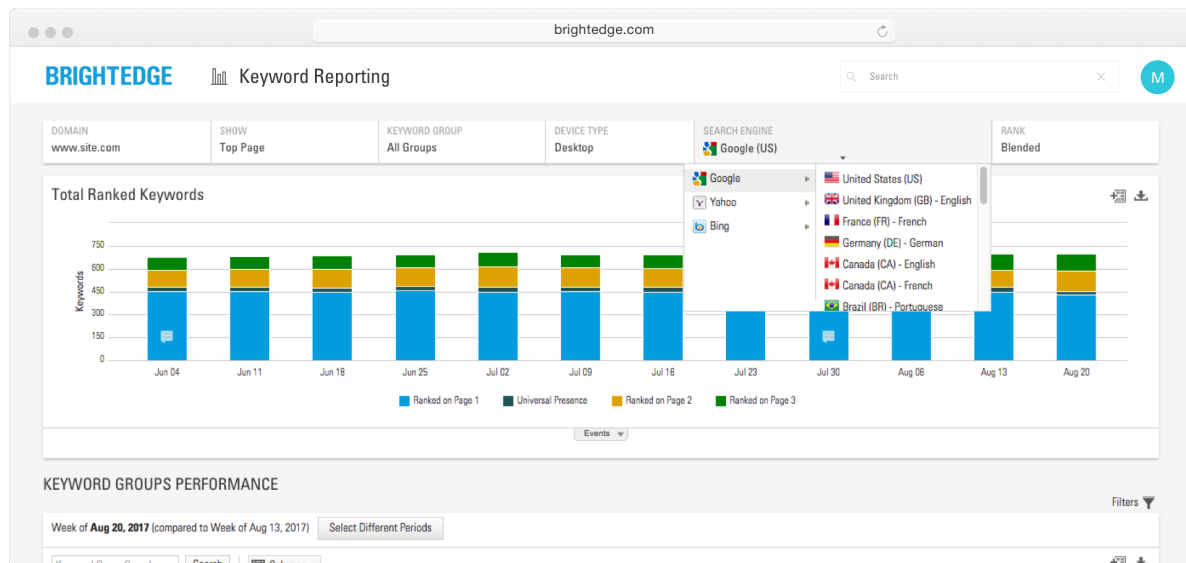 brightedge.com
BRIGHTEDGE Keyword Reporting Search M
DOMAIN SHOW KEYWORD GROUP DEVICE TYPE SEARCH ENGINE RANK
www.site.com Top Page All Groups Desktop Google (US) Blended
Google United States (US)
Total Ranked Keywords
Yahoo United Kingdom (GB) - English
Bing France (FR) - French
Germany (DE) - German
Canada (CA) - English
Canada (CA) - French
Brazil (BR) - Portuguese
Keywords
750
600
450
300
150
0
Jun 04 Jun 11 Jun 18 Jun 25 Jul 02 Jul 09 Jul 16 Jul 23 Jul 30 Aug 06 Aug 13 Aug 20
Ranked on Page 1 Universal Presence Ranked on Page 2 Ranked on Page 3
Events
KEYWORD GROUPS PERFORMANCE
Filters
Week of Aug 20, 2017 (compared to Week of Aug 13, 2017) Select Different Periods
Search